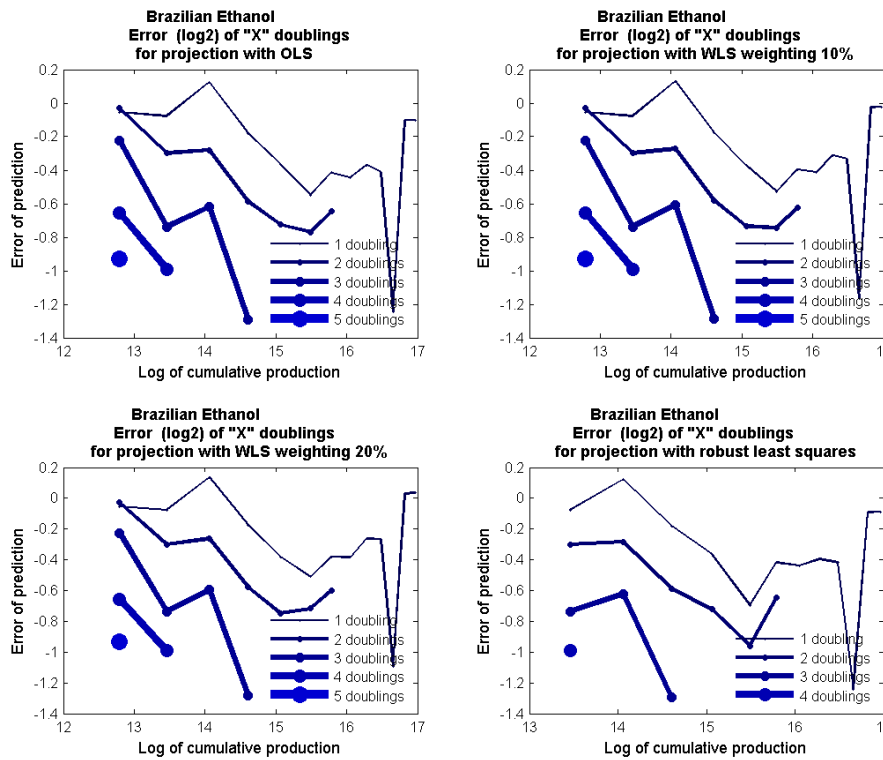 Brazilian Ethanol
Error (log2) of "X" doublings
for projection with OLS
0.2
0
-0.2
-0.4
-0.6
-0.8
-1
-1.2
-1.4
12
13
14
15
16
17
Error of prediction
Log of cumulative production
1 doubling
2 doublings
3 doublings
4 doublings
5 doublings
Brazilian Ethanol
Error (log2) of "X" doublings
for projection with WLS weighting 10%
0.2
0
-0.2
-0.4
-0.6
-0.8
-1
-1.2
-1.4
12
13
14
15
16
17
Error of prediction
Log of cumulative production
1 doubling
2 doublings
3 doublings
4 doublings
5 doublings
Brazilian Ethanol
Error (log2) of "X" doublings
for projection with WLS weighting 20%
0.2
0
-0.2
-0.4
-0.6
-0.8
-1
-1.2
-1.4
12
13
14
15
16
17
Error of prediction
Log of cumulative production
1 doubling
2 doublings
3 doublings
4 doublings
5 doublings
Brazilian Ethanol
Error (log2) of "X" doublings
for projection with robust least squares
0.2
0
-0.2
-0.4
-0.6
-0.8
-1
-1.2
-1.4
13
14
15
16
Error of prediction
Log of cumulative production
1 doubling
2 doublings
3 doublings
4 doublings